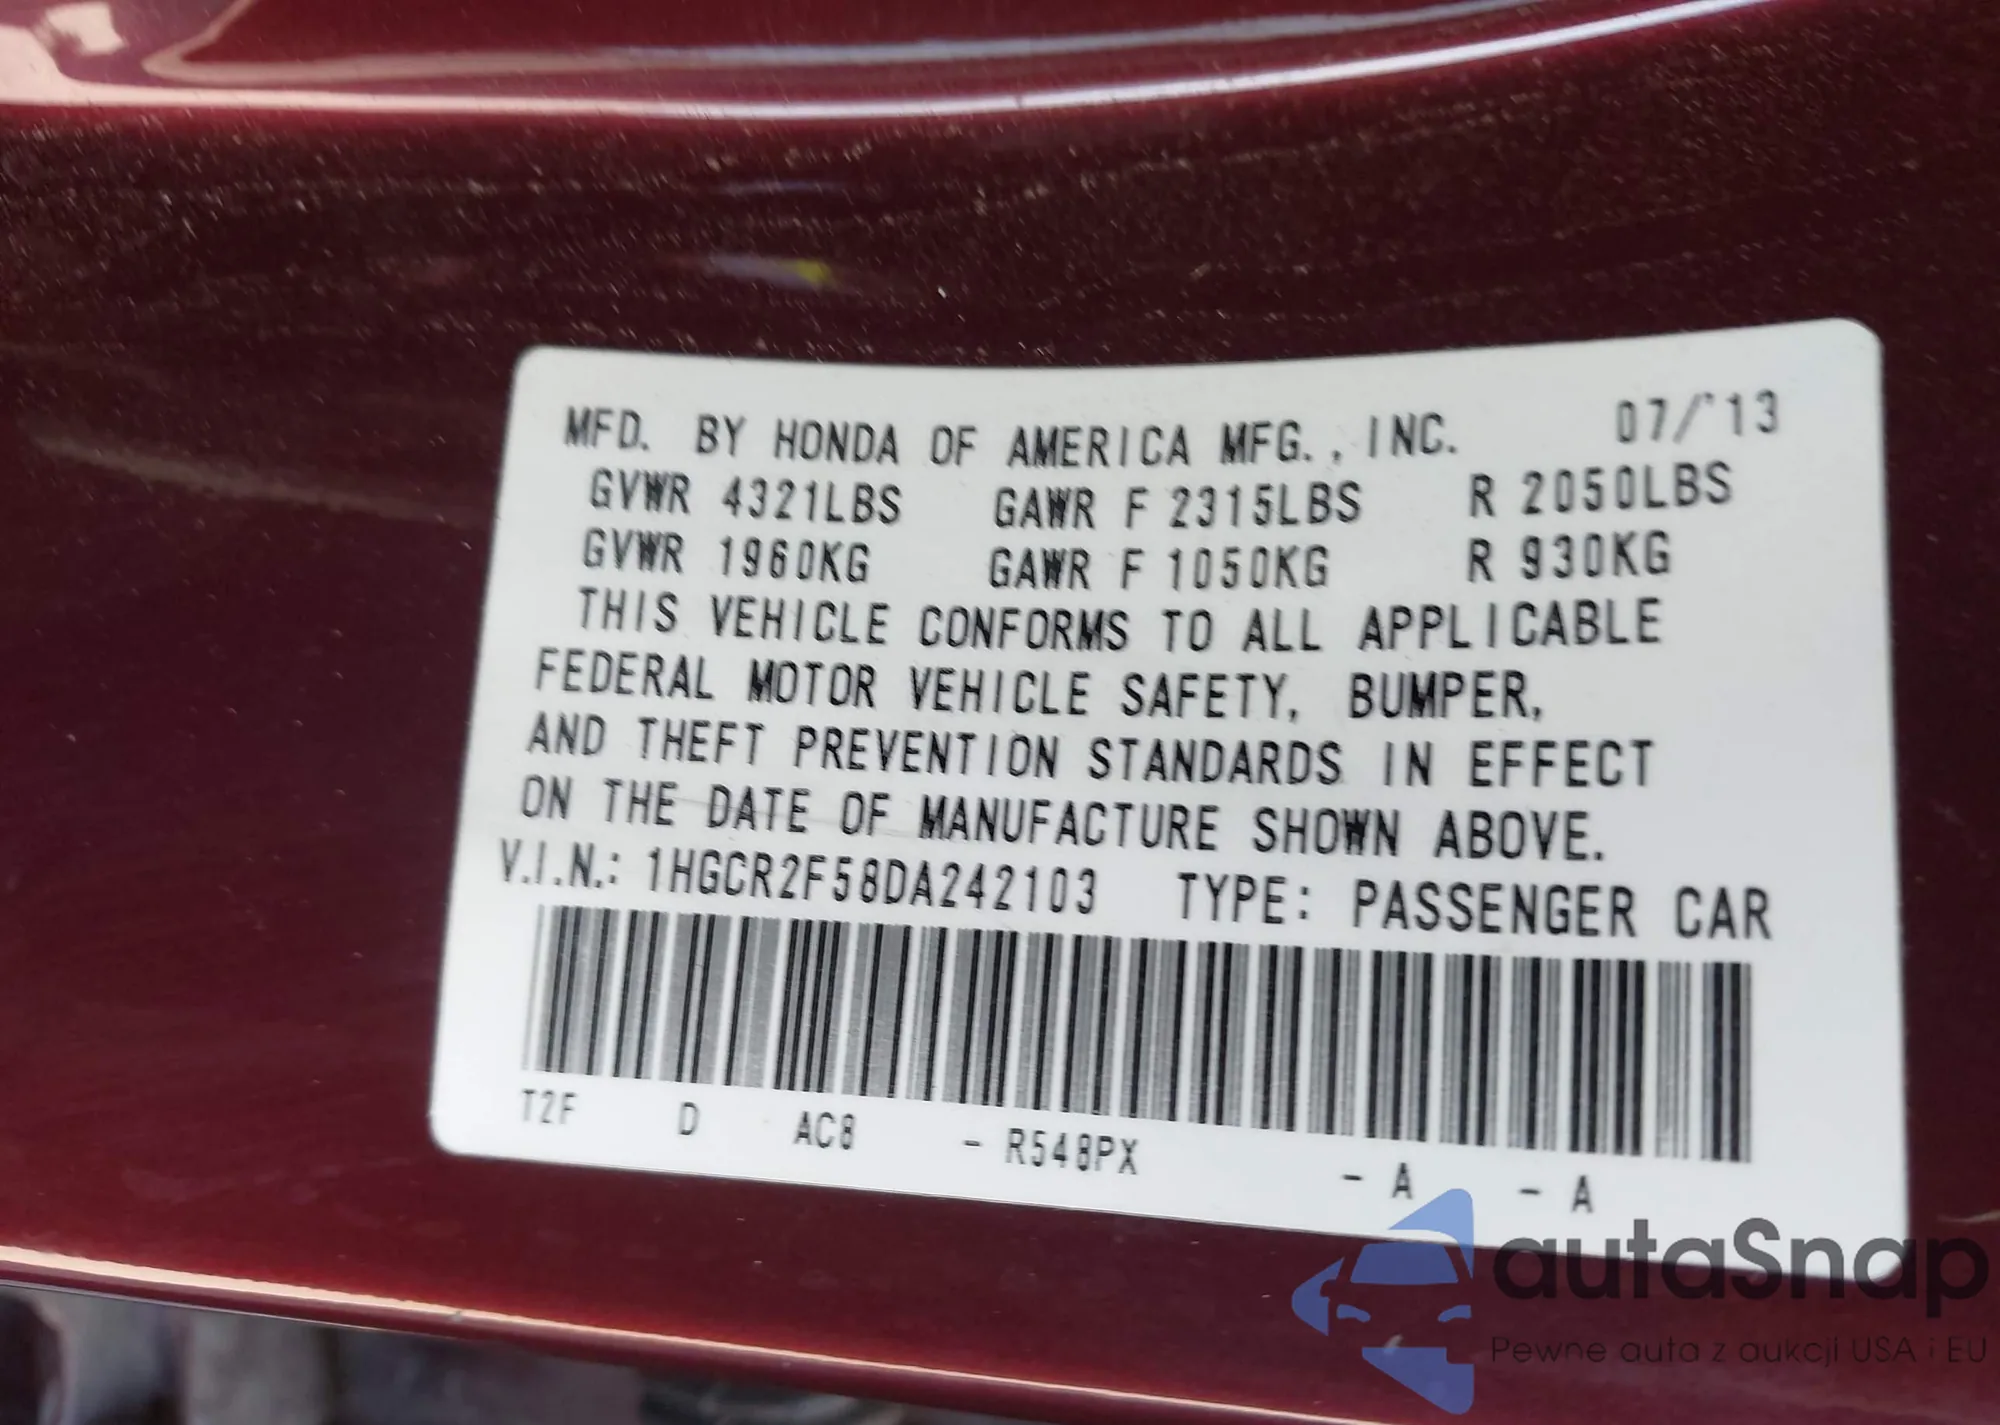 MFD. BY HONDA OF AMERICA MFG., INC. 07/'13
GVWR 4321LBS GAWR F 2315LBS R 2050LBS
GVWR 1960KG GAWR F 1050KG R 930KG
THIS VEHICLE CONFORMS TO ALL APPLICABLE
FEDERAL MOTOR VEHICLE SAFETY, BUMPER,
AND THEFT PREVENTION STANDARDS IN EFFECT
ON THE DATE OF MANUFACTURE SHOWN ABOVE.
V.I.N.: 1HGCR2F58DA242103 TYPE: PASSENGER CAR
T2F D AC8 - R548PX - A - A
autaSnap
Pewne auta z aukcji USA i EU